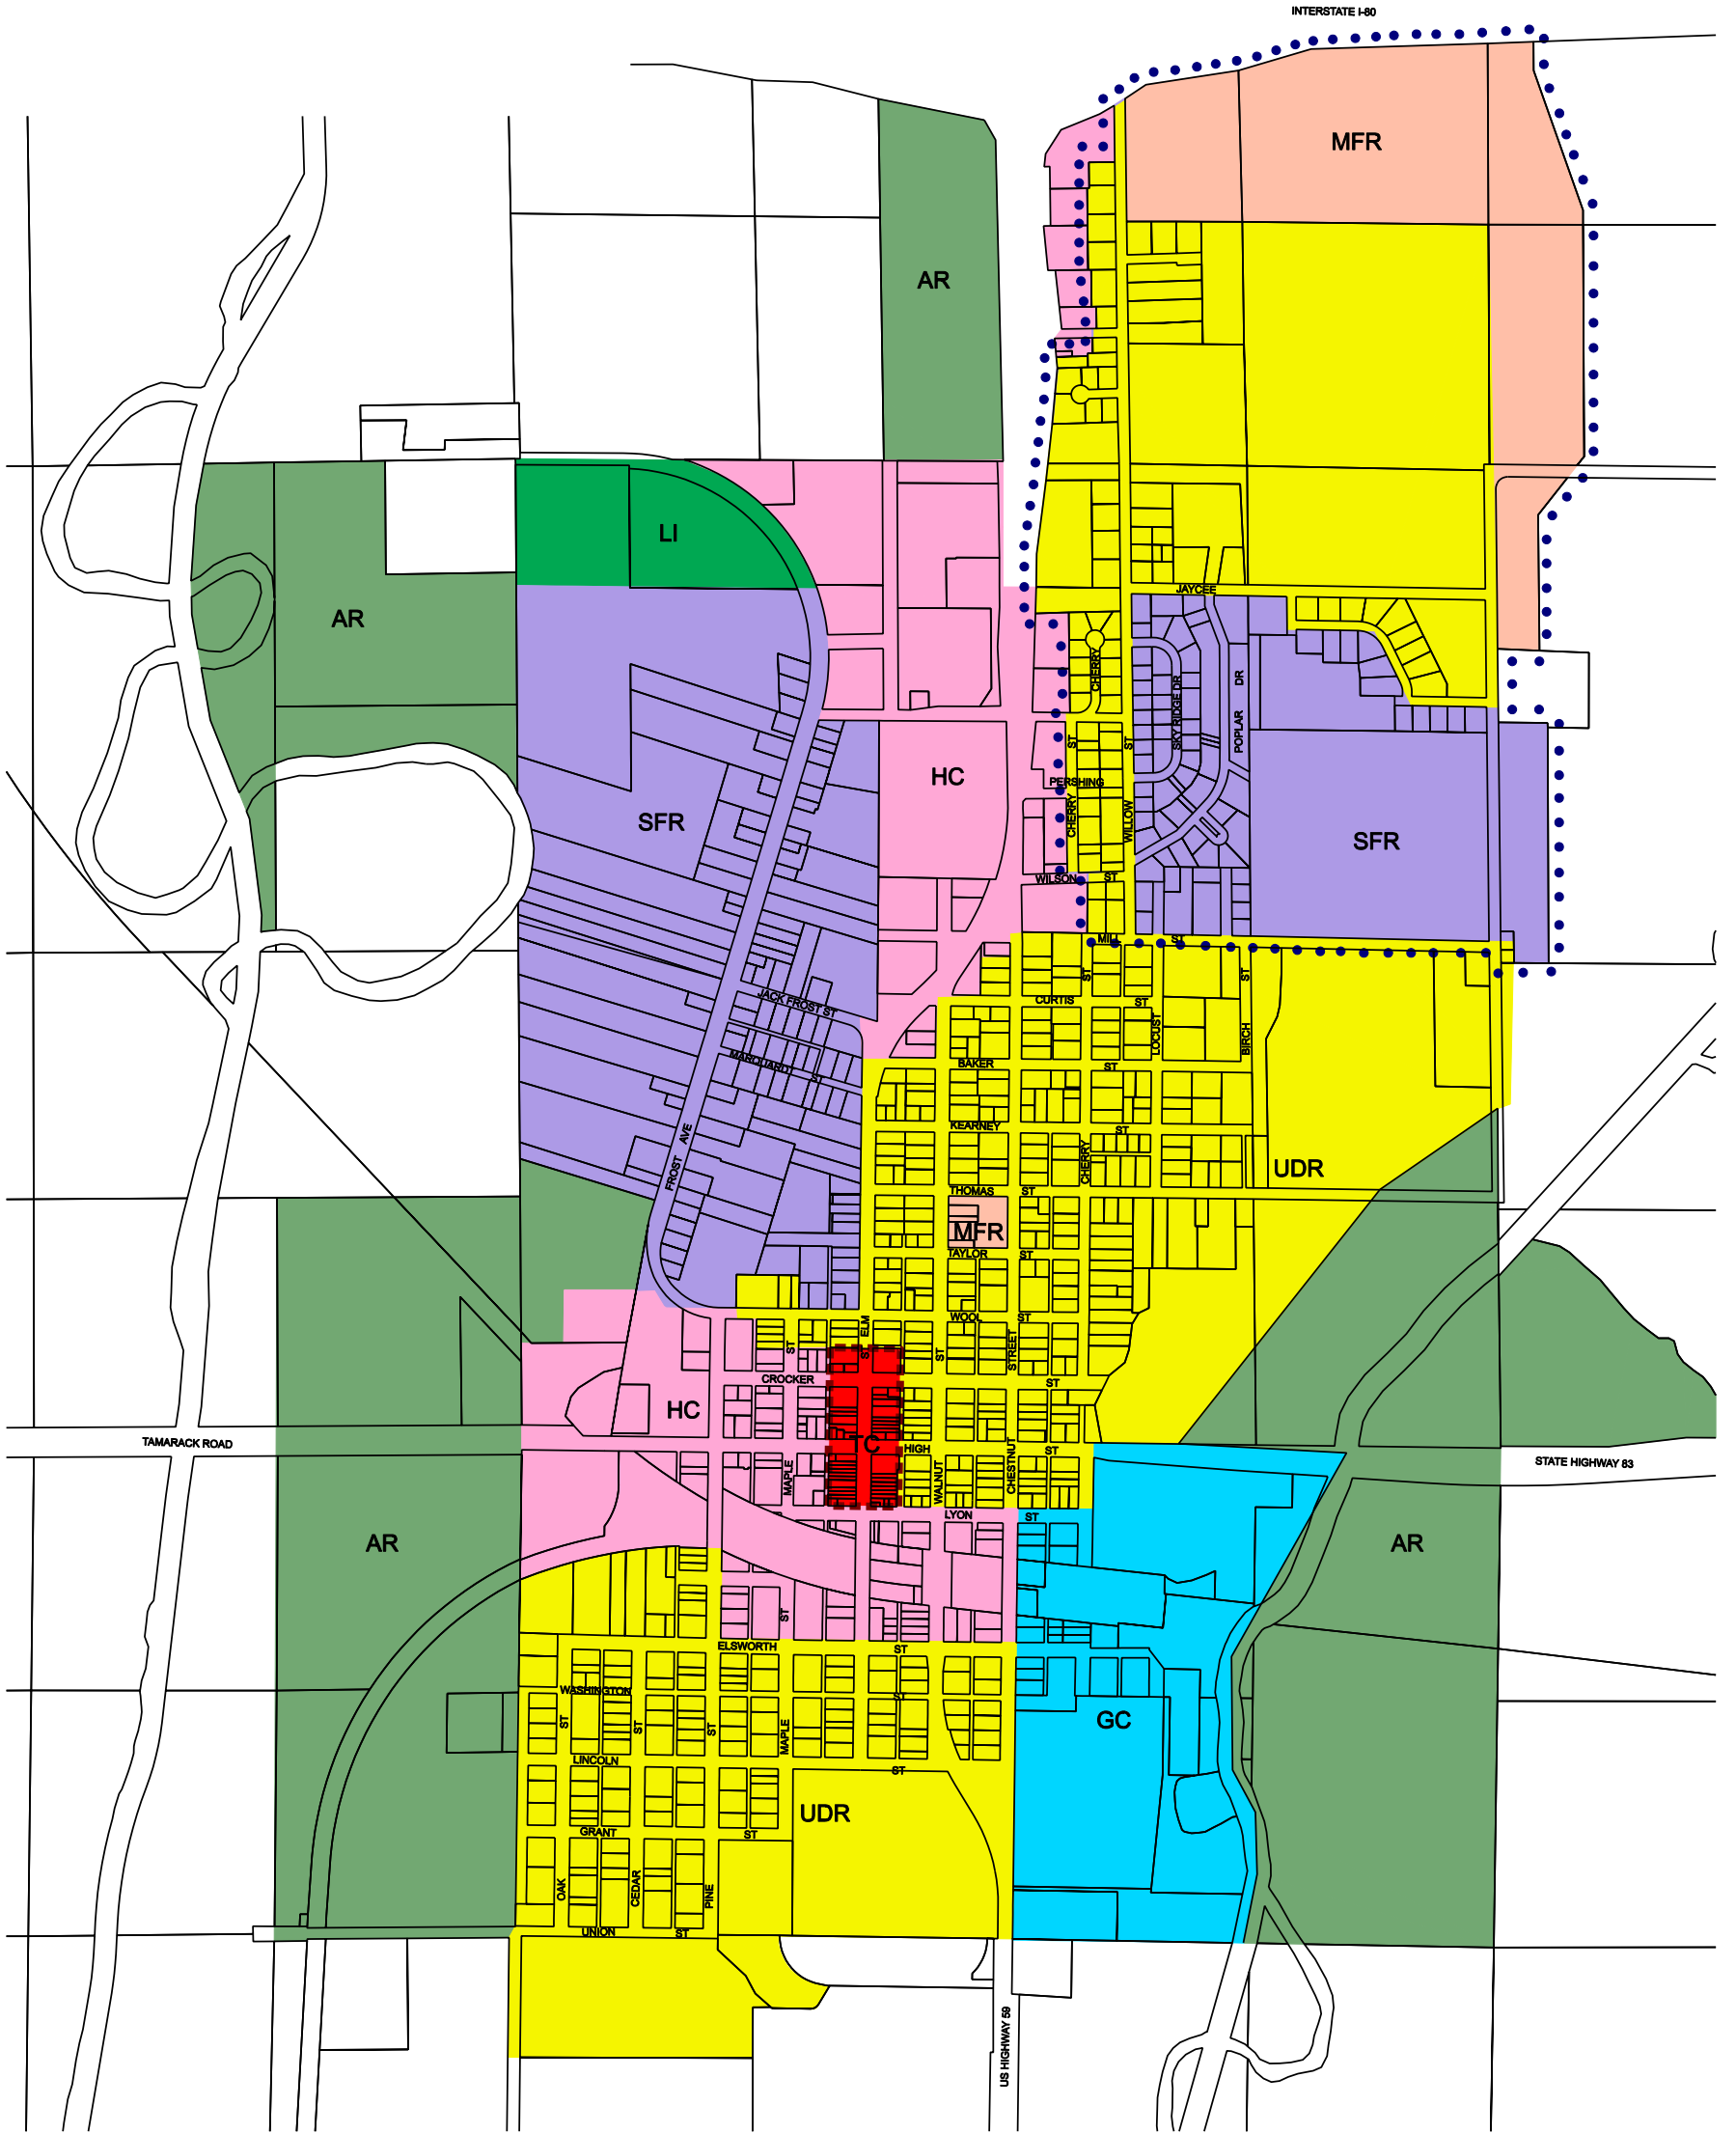 INTERSTATE I-80
MFR
AR
LI
JAYCEE
AR
CHERRY
SKY RIDGE DR
POPLAR DR
ST
ST
HC
PERSHING
SFR
CHERRY
WILLOW
SFR
WILSON ST
MILL ST
ST
ST
JACK FROST ST
CURTIS ST
LOCUST
BIRCH
MARQUARDT ST
BAKER ST
KEARNEY ST
FROST AVE
CHERRY
UDR
THOMAS ST
MFR
TAYLOR ST
WOOL ST
ST
ELM ST
ST
STREET
CROCKER ST
HC
TAMARACK ROAD
TC
HIGH ST
STATE HIGHWAY 83
MAPLE
WALNUT
CHESTNUT
LYON ST
AR
AR
ST
ELSWORTH ST
WASHINGTON ST
ST
ST
ST
MAPLE
GC
LINCOLN ST
UDR
GRANT ST
OAK
CEDAR
PINE
UNION ST
US HIGHWAY 59